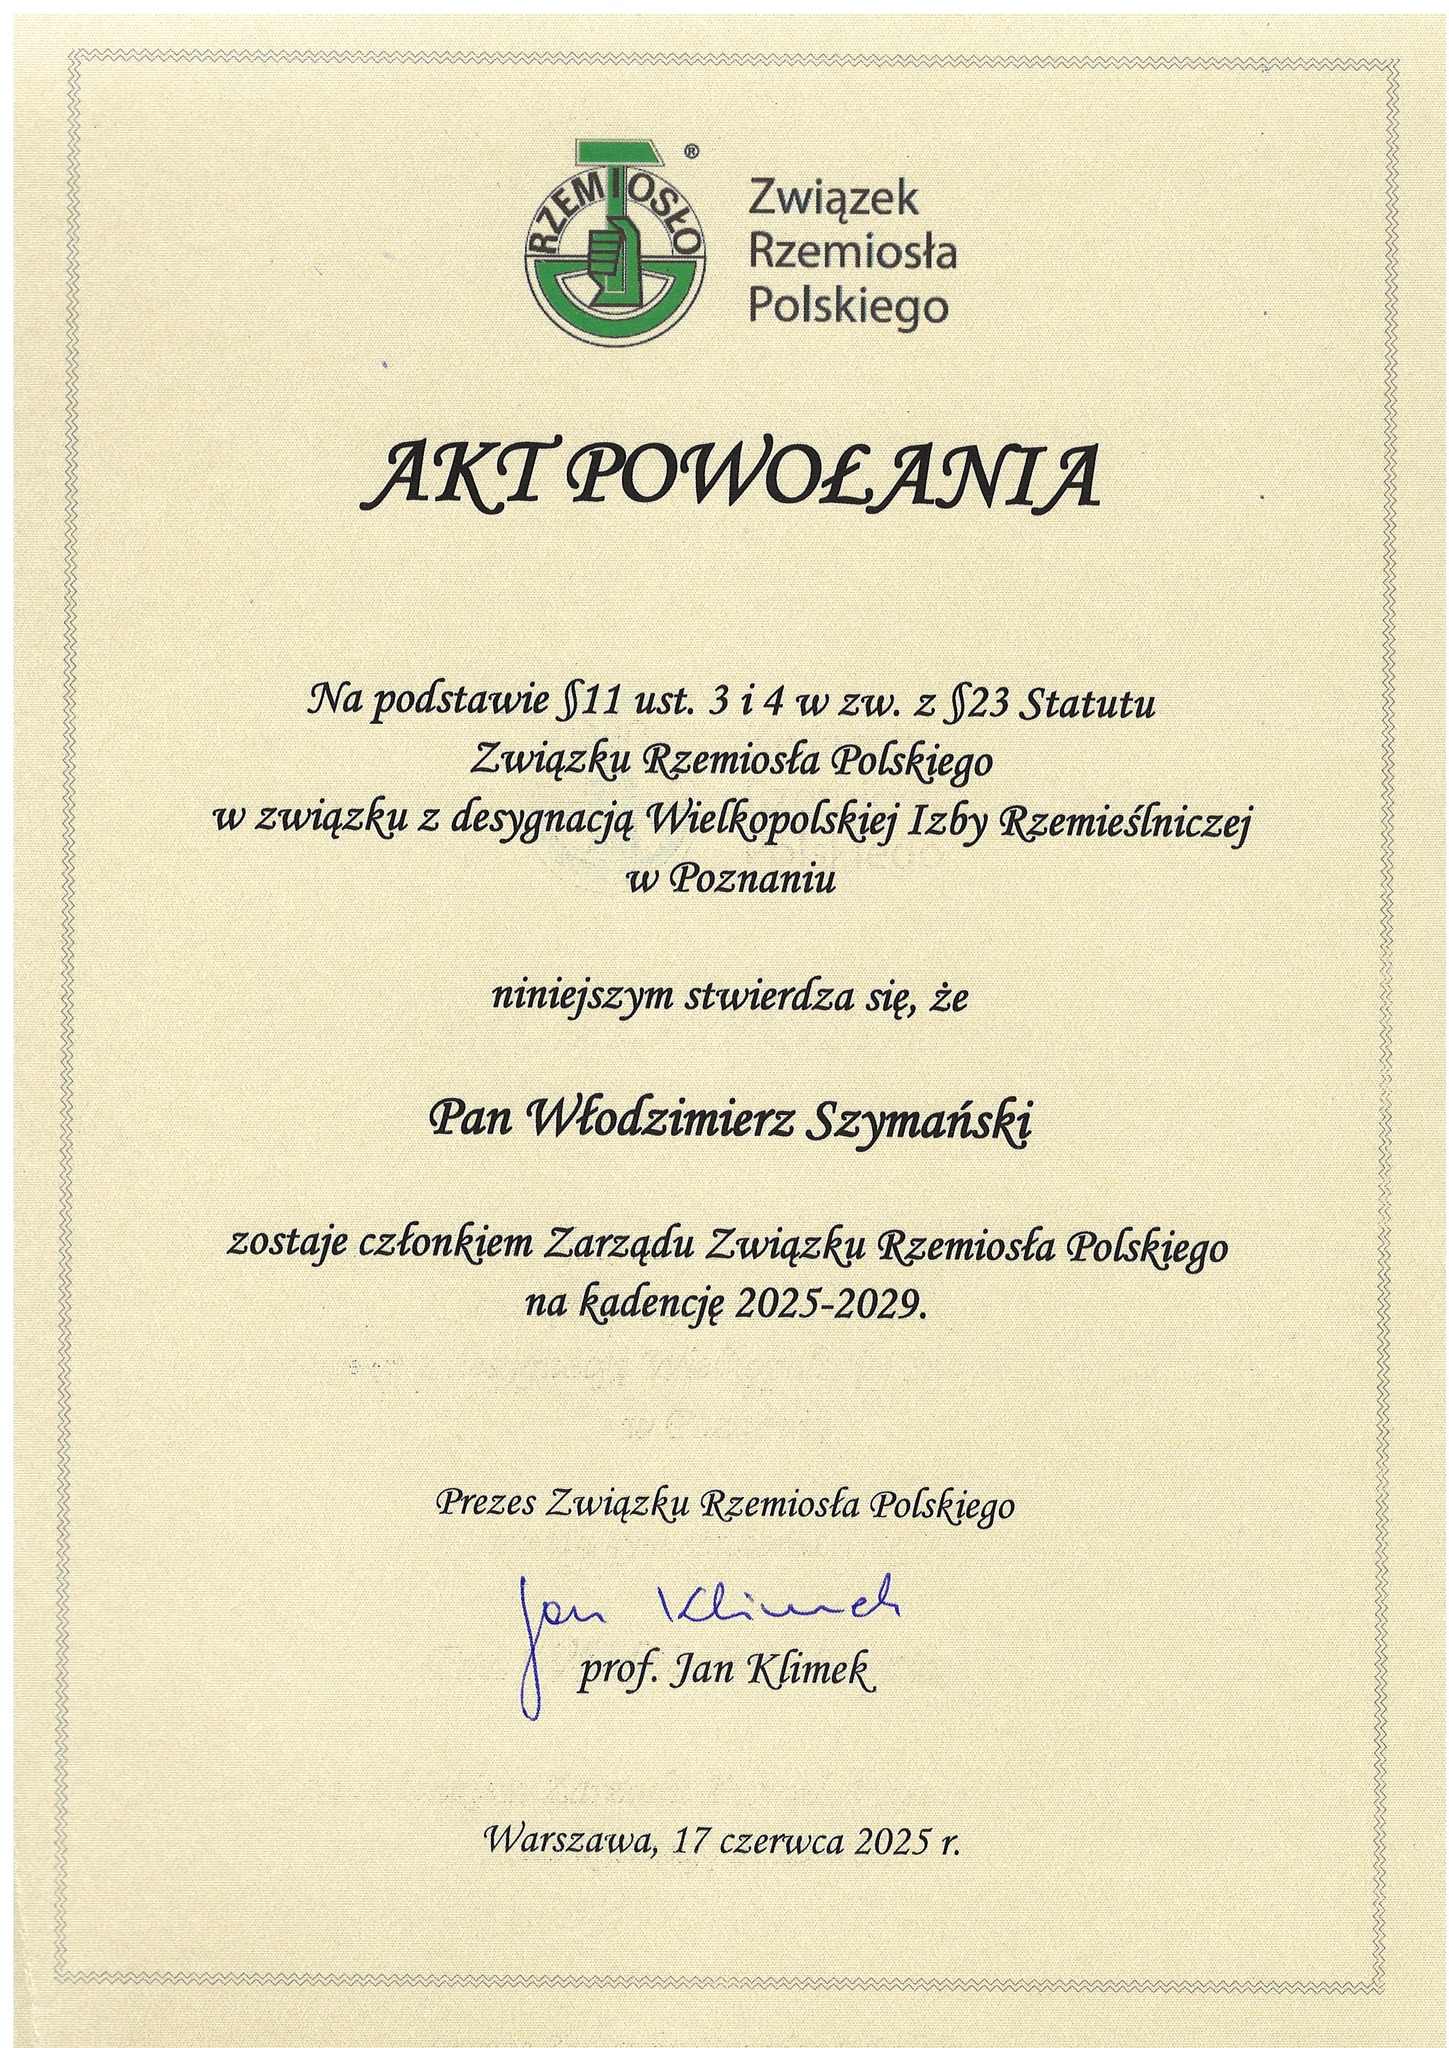 RZEMIOSŁO ®
Związek
Rzemiosła
Polskiego
AKT POWOŁANIA
Na podstawie §11 ust. 3 i 4 w zw. z §23 Statutu
Związku Rzemiosła Polskiego
w związku z desygnacją Wielkopolskiej Izby Rzemieślniczej
w Poznaniu
niniejszym stwierdza się, że
Pan Włodzimierz Szymański
zostaje członkiem Zarządu Związku Rzemiosła Polskiego
na kadencję 2025-2029.
Prezes Związku Rzemiosła Polskiego
Jan Klimek
prof. Jan Klimek
Warszawa, 17 czerwca 2025 r.